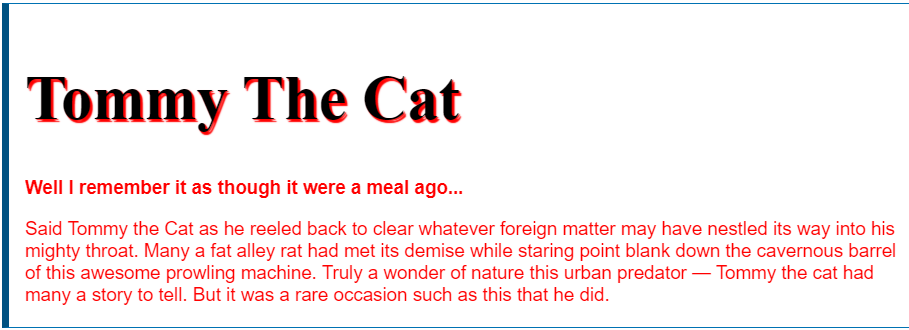 Tommy The Cat
Well I remember it as though it were a meal ago...
Said Tommy the Cat as he reeled back to clear whatever foreign matter may have nestled its way into his
mighty throat. Many a fat alley rat had met its demise while staring point blank down the cavernous barrel
of this awesome prowling machine. Truly a wonder of nature this urban predator — Tommy the cat had
many a story to tell. But it was a rare occasion such as this that he did.